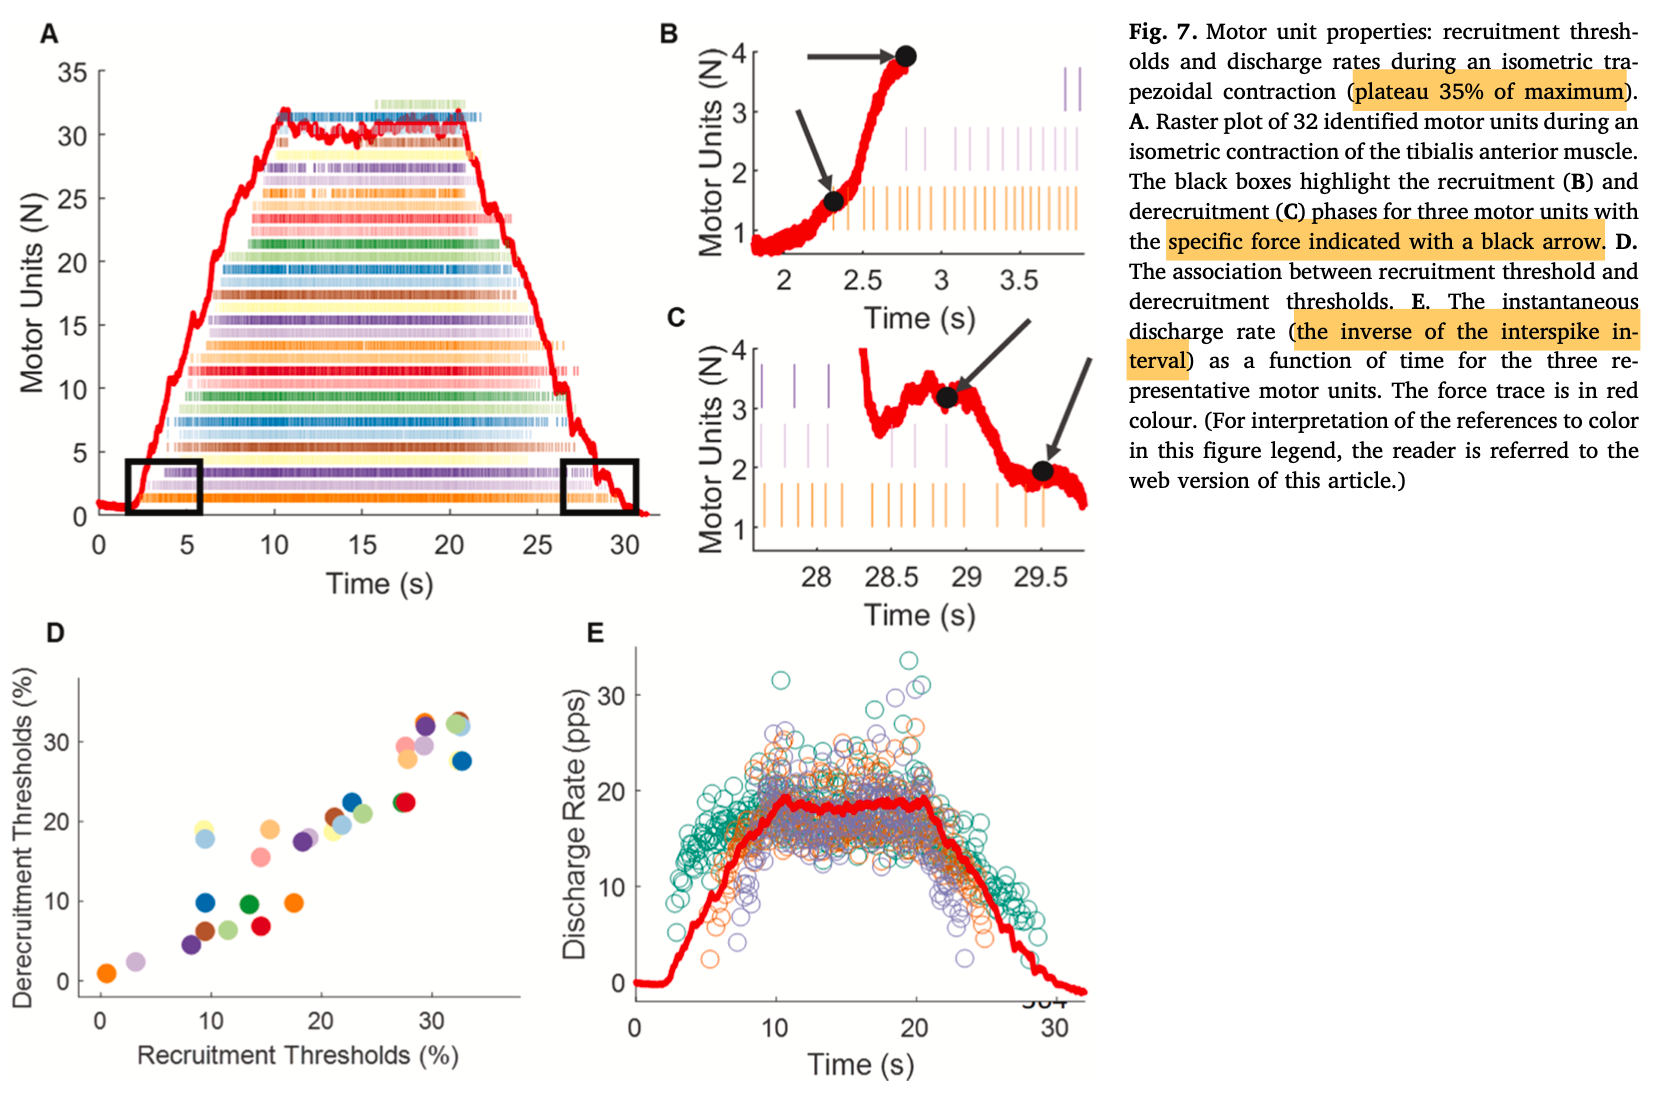 A
35
30
25
20
15
10
5
0
Motor Units (N)
0 5 10 15 20 25 30
Time (s)
B
4
3
2
1
Motor Units (N)
2 2.5 3 3.5
Time (s)
C
4
3
2
1
Motor Units (N)
28 28.5 29 29.5
Time (s)
D
30
20
10
0
Derecruitment Thresholds (%)
0 10 20 30
Recruitment Thresholds (%)
E
30
20
10
0
Discharge Rate (pps)
0 10 20 30
Time (s)
Fig. 7. Motor unit properties: recruitment thresh-
olds and discharge rates during an isometric tra-
pezoidal contraction (plateau 35% of maximum).
A. Raster plot of 32 identified motor units during an
isometric contraction of the tibialis anterior muscle.
The black boxes highlight the recruitment (B) and
derecruitment (C) phases for three motor units with
the specific force indicated with a black arrow. D.
The association between recruitment threshold and
derecruitment thresholds. E. The instantaneous
discharge rate (the inverse of the interspike in-
terval) as a function of time for the three re-
presentative motor units. The force trace is in red
colour. (For interpretation of the references to color
in this figure legend, the reader is referred to the
web version of this article.)